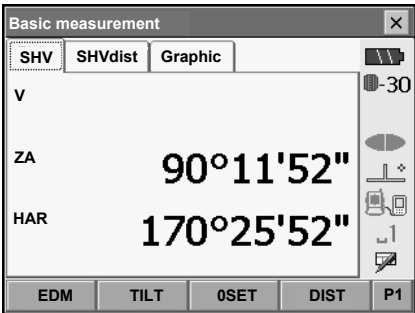 Basic measurement
SHV SHVdist Graphic
-30
V
ZA 90°11'52"
HAR 170°25'52"
1
EDM TILT 0SET DIST P1